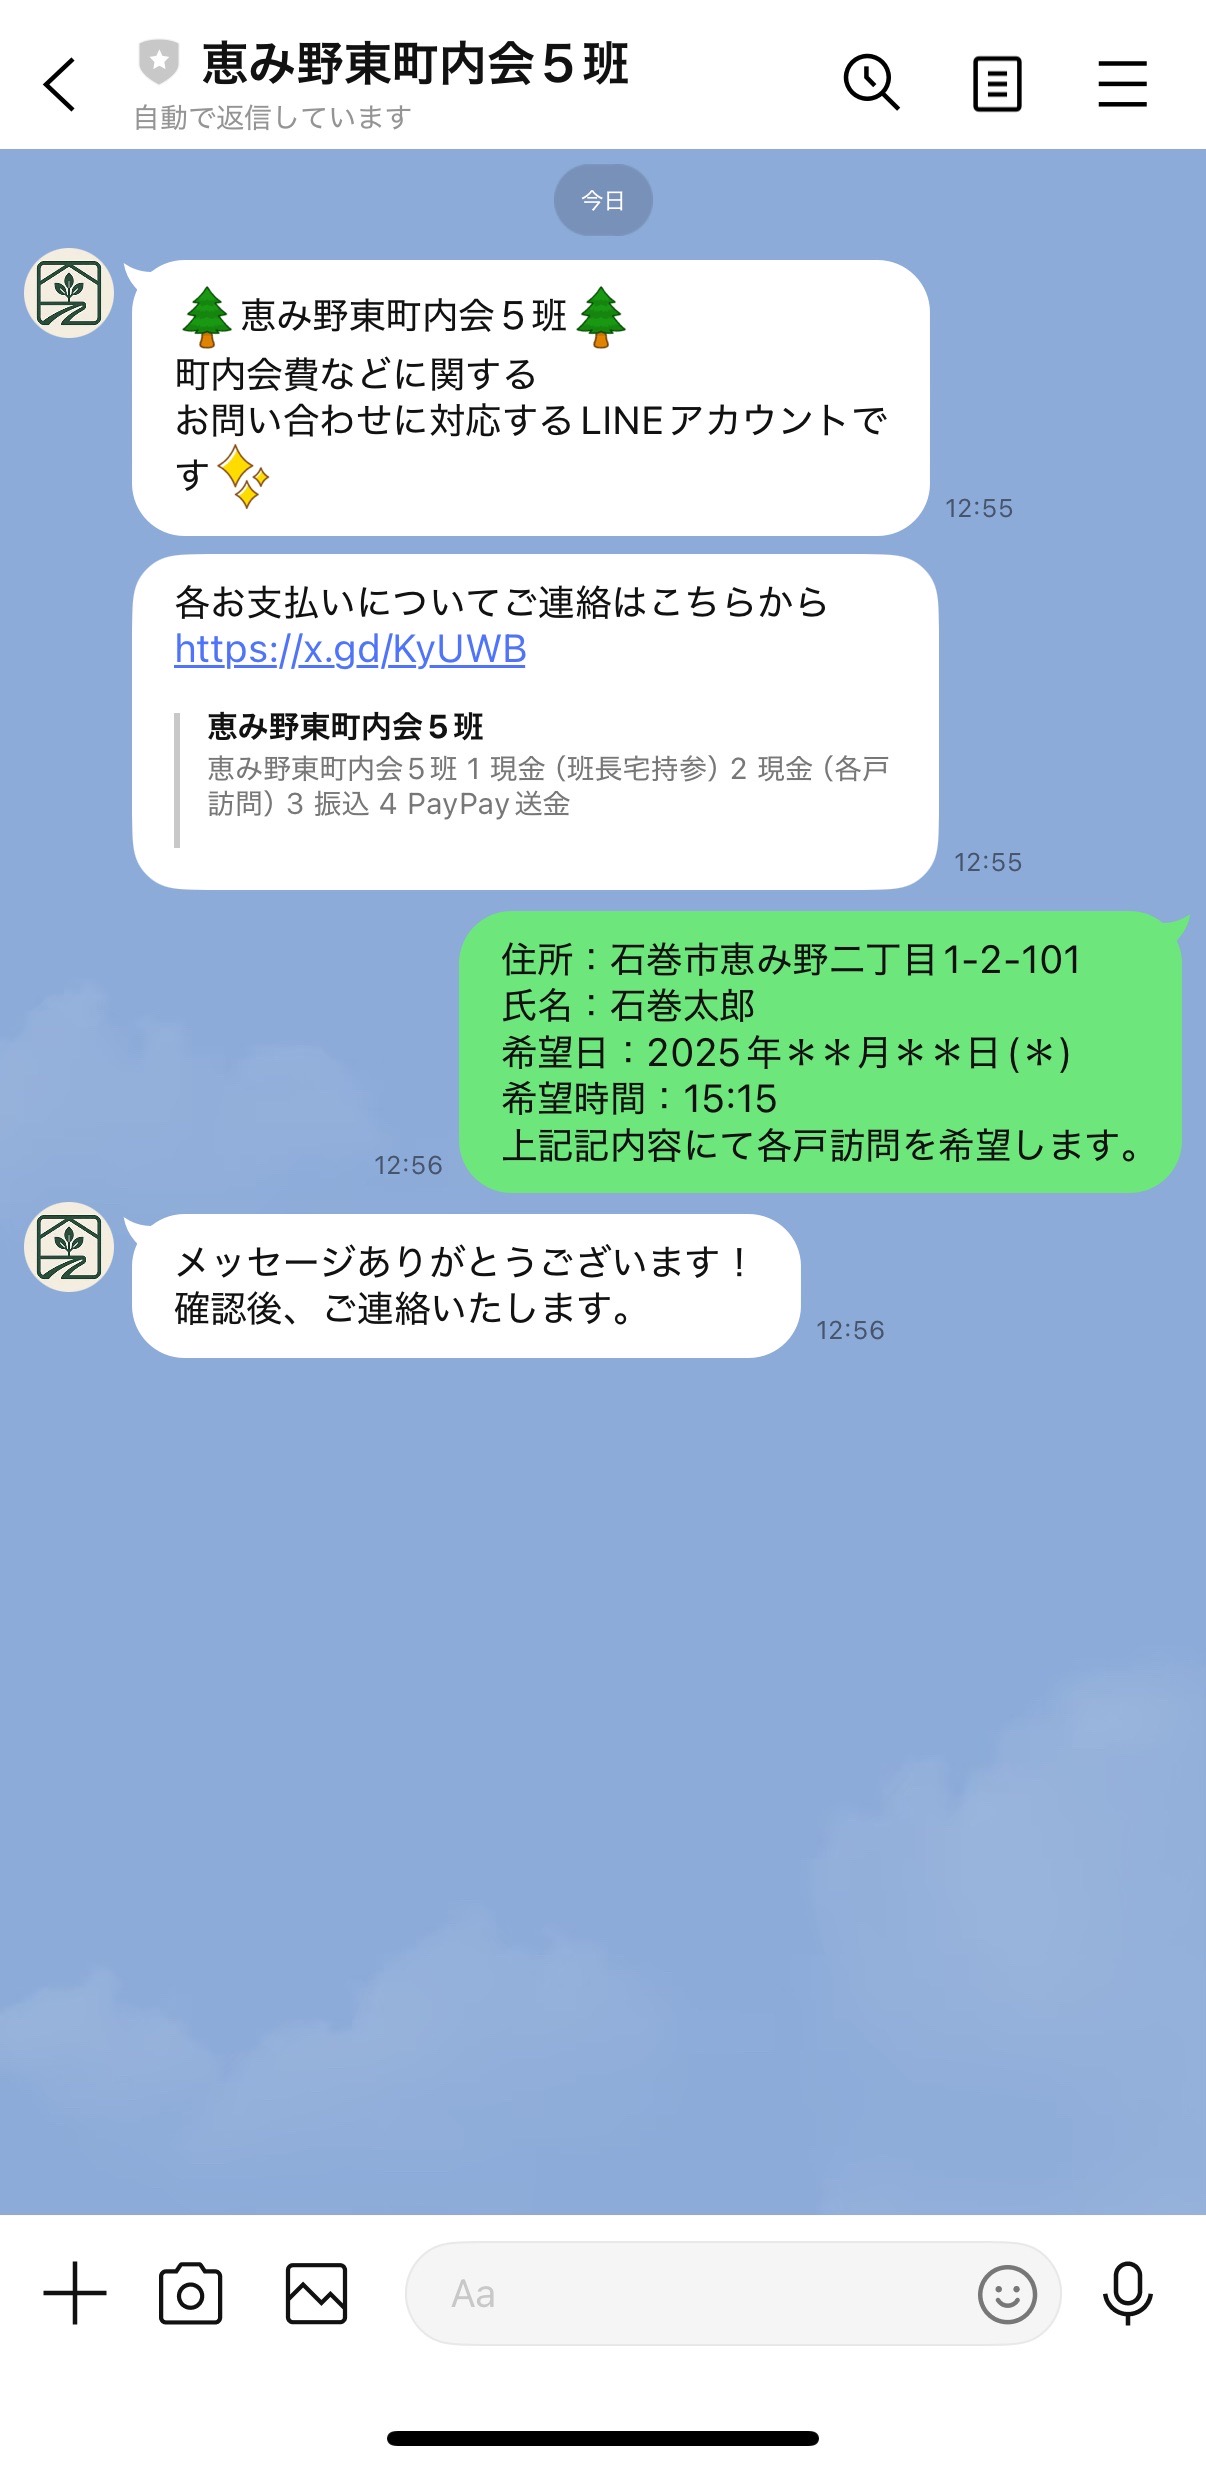 恵み野東町内会5班
自動で返信しています
今日
🌲恵み野東町内会5班🌲
町内会費などに関する
お問い合わせに対応するLINEアカウントで
す✨
12:55
各お支払いについてご連絡はこちらから
https://x.gd/KyUWB
恵み野東町内会5班
恵み野東町内会5班 1 現金（班長宅持参）2 現金（各戸
訪問）3 振込 4 PayPay送金
12:55
住所：石巻市恵み野二丁目1-2-101
氏名：石巻太郎
希望日：2025年＊＊月＊＊日(＊)
希望時間：15:15
上記記内容にて各戸訪問を希望します。
12:56
メッセージありがとうございます！
確認後、ご連絡いたします。
12:56
Aa